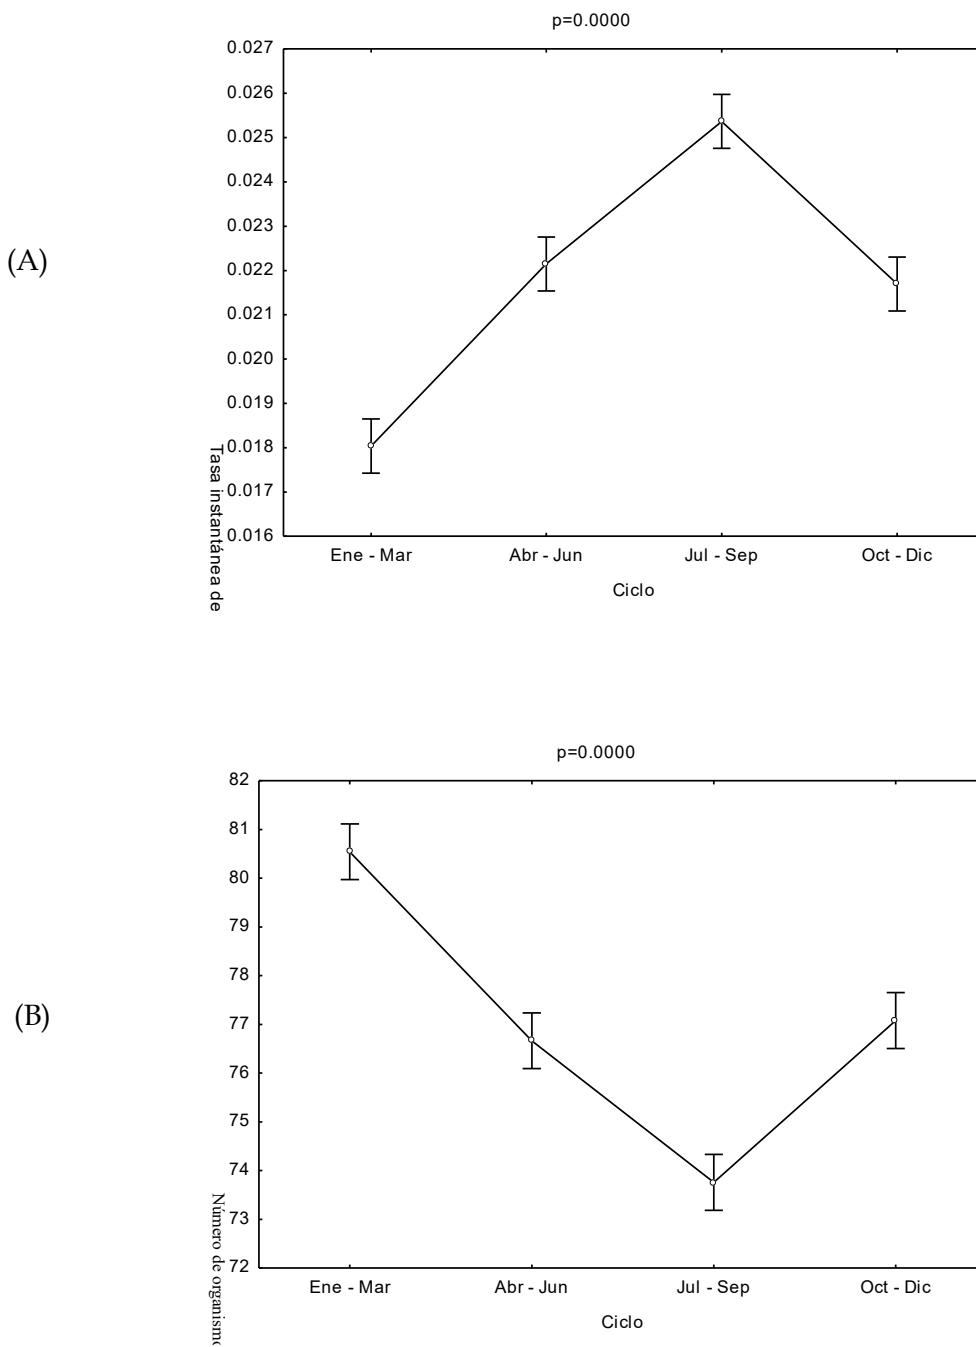 p=0.0000
0.027
0.026
0.025
0.024
0.023
0.022
0.021
0.020
0.019
0.018
0.017
0.016
(A)
Tasa instantánea de
Ene - Mar Abr - Jun Jul - Sep Oct - Dic
Ciclo
p=0.0000
82
81
80
79
78
77
76
75
74
73
72
(B)
Número de organismo
Ene - Mar Abr - Jun Jul - Sep Oct - Dic
Ciclo